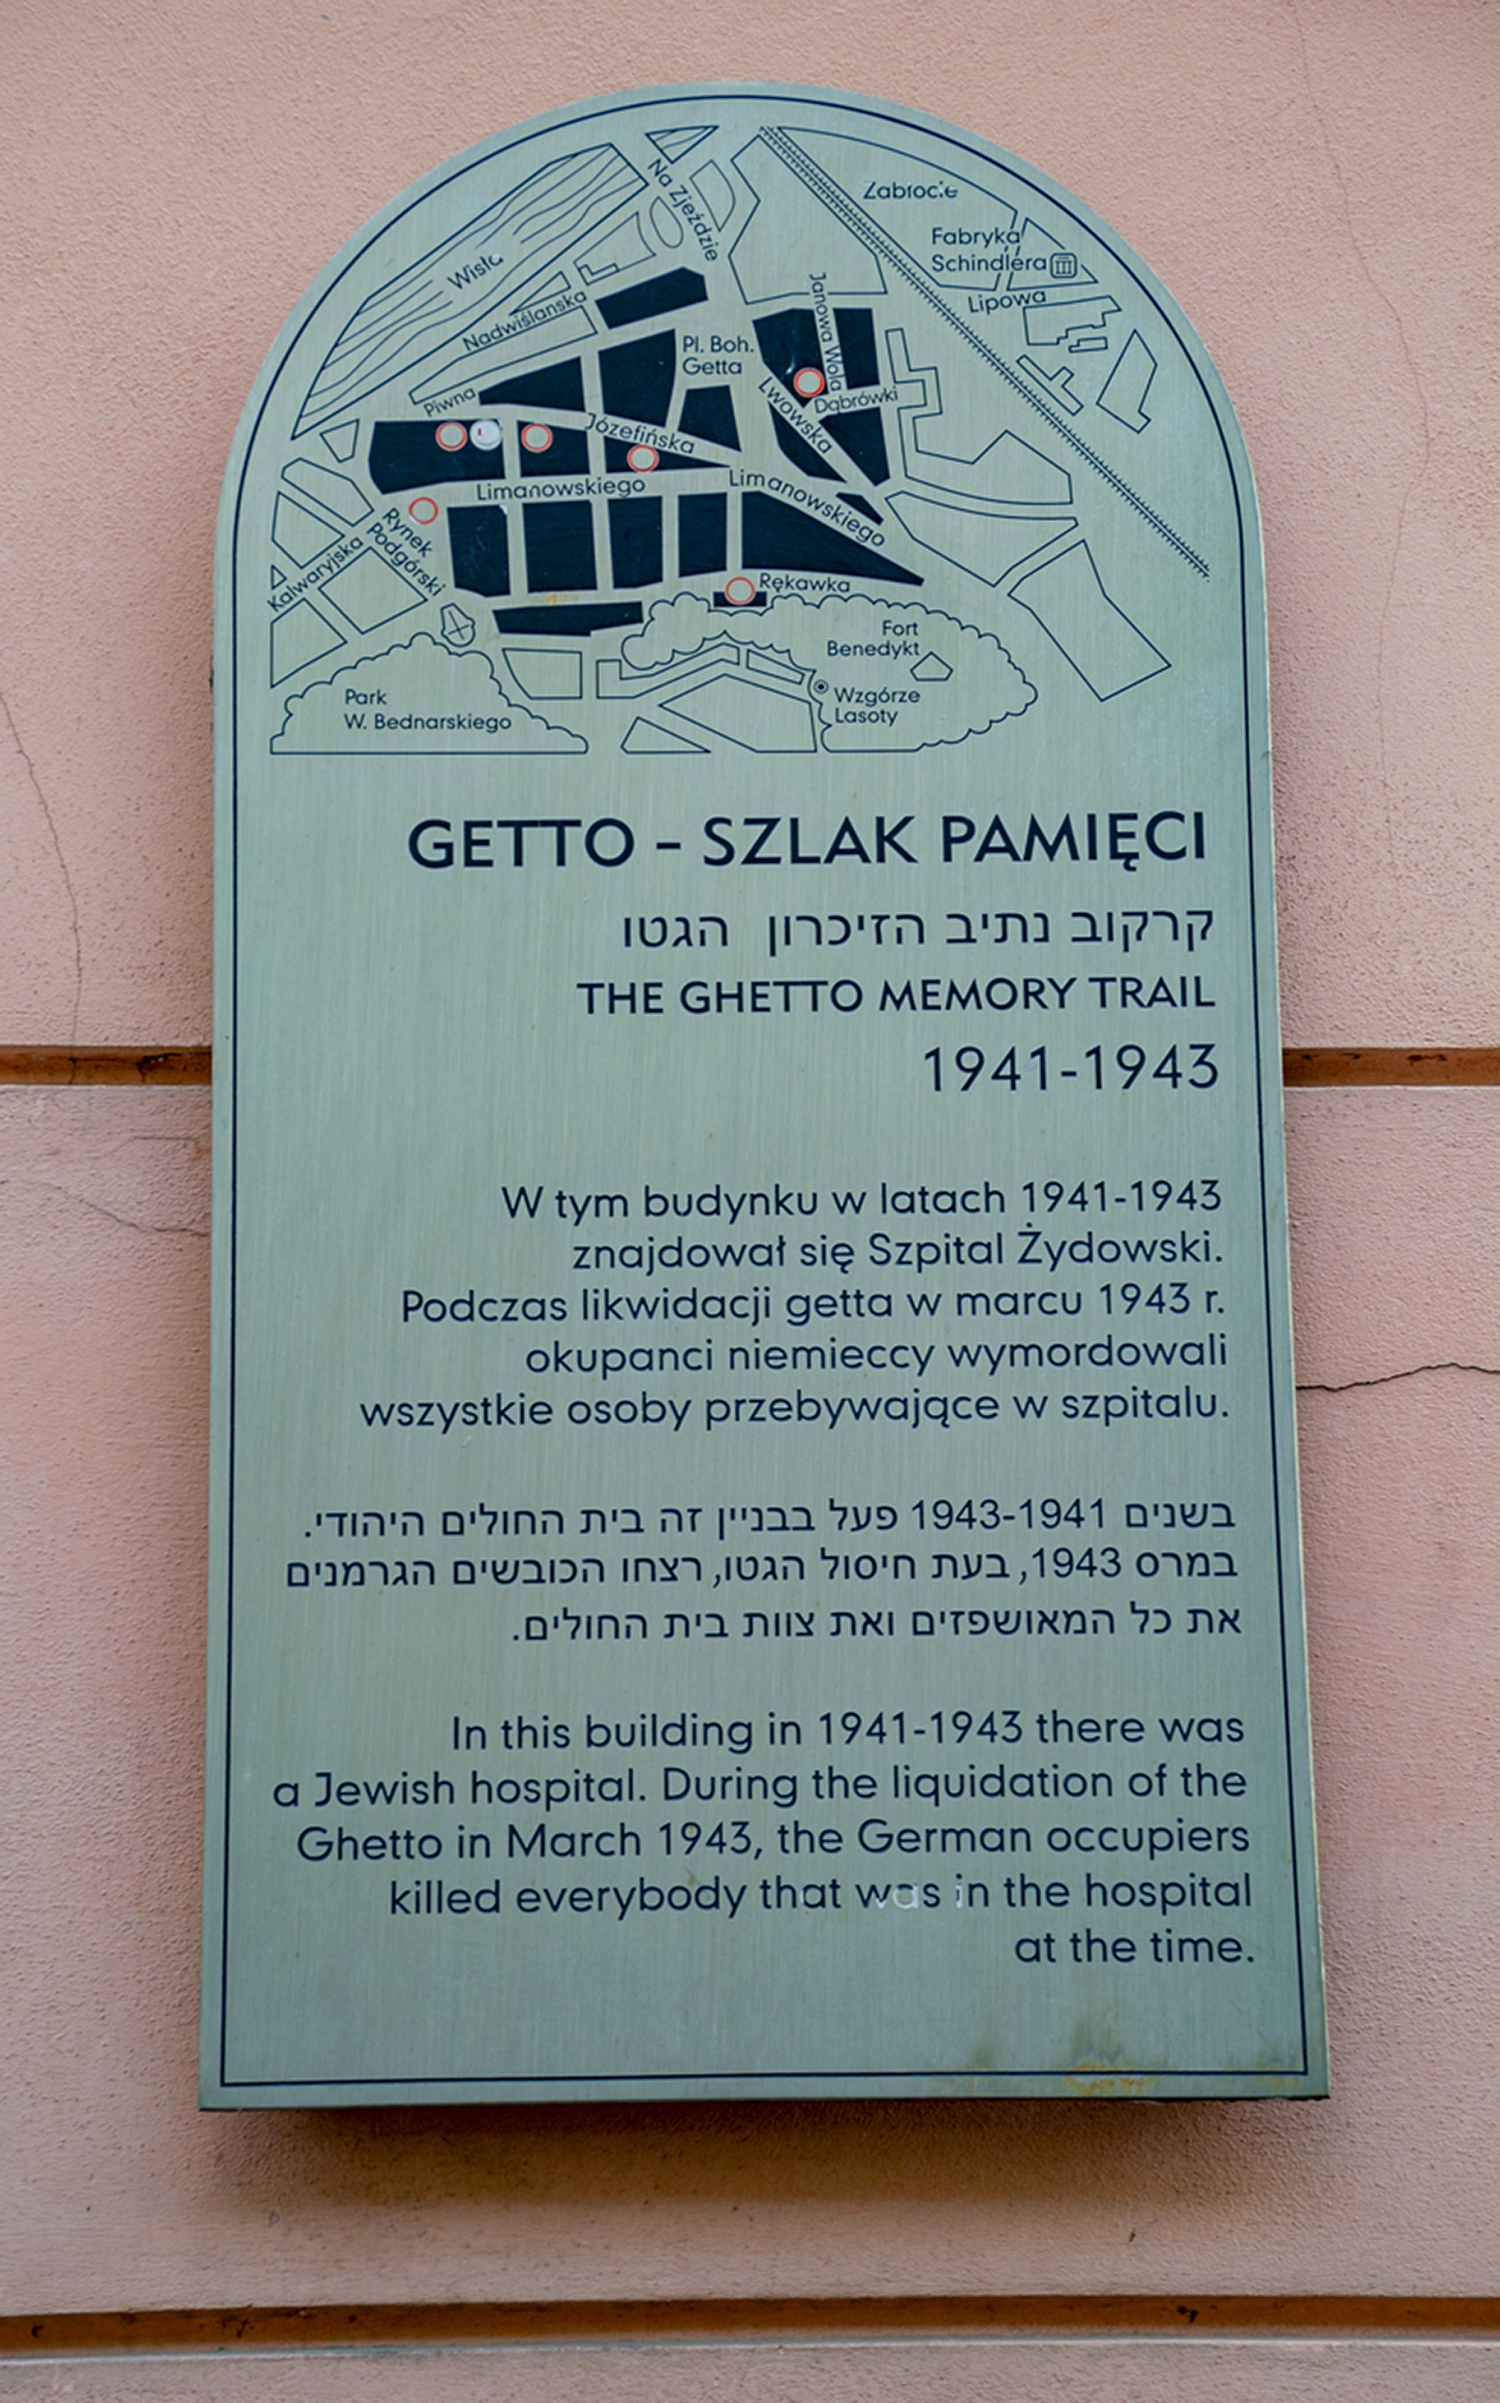 Na Zjeździe
Zabłocie
Fabryka
Schindlera
Lipowa
Wisła
Nadwiślańska
Janowa Wola
Pl. Boh.
Getta
Piwna
Dąbrówki
Lwowska
Józefińska
Limanowskiego
Limanowskiego
Rynek
Podgórski
Kalwaryjska
Rękawka
Fort
Benedykt
Wzgórze
Lasoty
Park
W. Bednarskiego
GETTO – SZLAK PAMIĘCI
קרקוב נתיב הזיכרון הגטו
THE GHETTO MEMORY TRAIL
1941-1943
W tym budynku w latach 1941-1943
znajdował się Szpital Żydowski.
Podczas likwidacji getta w marcu 1943 r.
okupanci niemieccy wymordowali
wszystkie osoby przebywające w szpitalu.
בשנים 1943-1941 פעל בבניין זה בית החולים היהודי.
במרס 1943, בעת חיסול הגטו, רצחו הכובשים הגרמנים
את כל המאושפזים ואת צוות בית החולים.
In this building in 1941-1943 there was
a Jewish hospital. During the liquidation of the
Ghetto in March 1943, the German occupiers
killed everybody that was in the hospital
at the time.